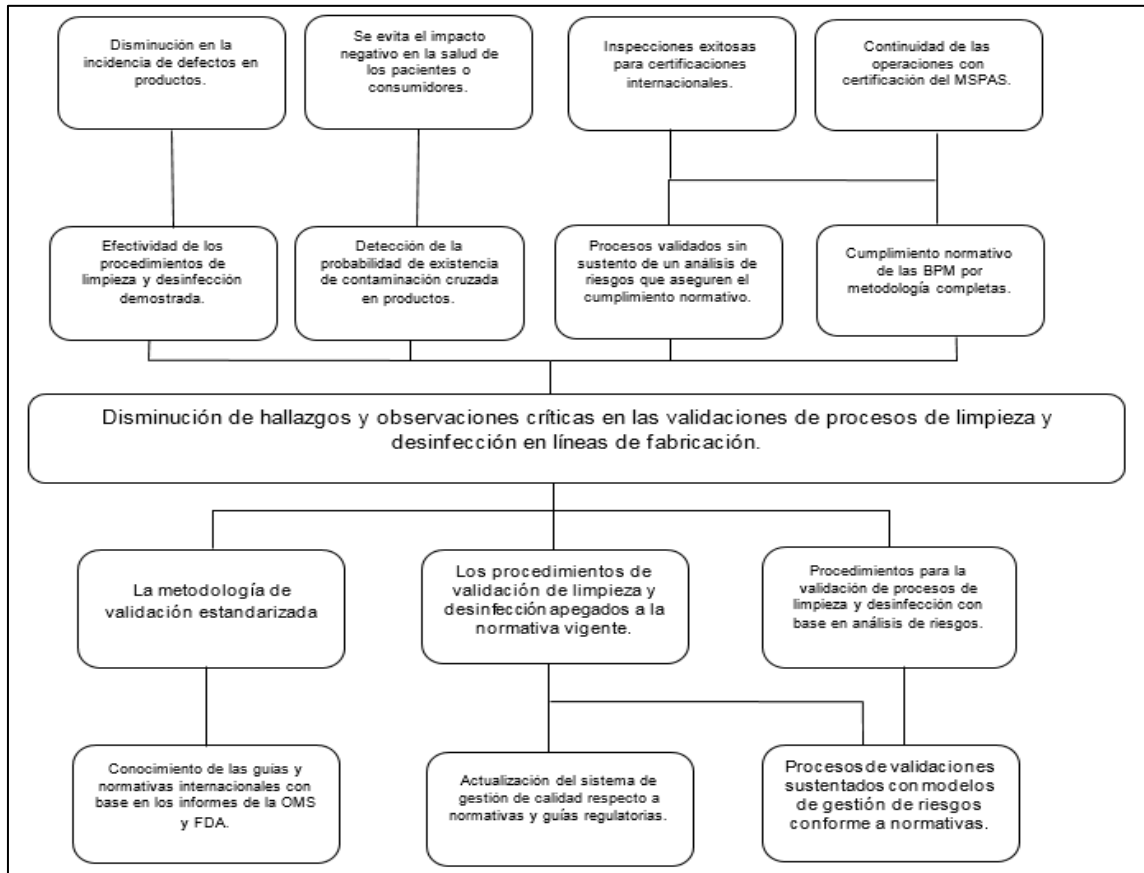 Disminución en la
incidencia de defectos en
productos.
Se evita el impacto
negativo en la salud de
los pacientes o
consumidores.
Inspecciones exitosas
para certificaciones
internacionales.
Continuidad de las
operaciones con
certificación del MSPAS.
Efectividad de los
procedimientos de
limpieza y desinfección
demostrada.
Detección de la
probabilidad de existencia
de contaminación cruzada
en productos.
Procesos validados sin
sustento de un análisis de
riesgos que aseguren el
cumplimiento normativo.
Cumplimiento normativo
de las BPM por
metodología completas.
Disminución de hallazgos y observaciones críticas en las validaciones de procesos de limpieza y
desinfección en líneas de fabricación.
La metodología de
validación estandarizada
Los procedimientos de
validación de limpieza y
desinfección apegados a la
normativa vigente.
Procedimientos para la
validación de procesos de
limpieza y desinfección con
base en análisis de riesgos.
Conocimiento de las guías y
normativas internacionales con
base en los informes de la OMS
y FDA.
Actualización del sistema de
gestión de calidad respecto a
normativas y guías regulatorias.
Procesos de validaciones
sustentados con modelos
de gestión de riesgos
conforme a normativas.